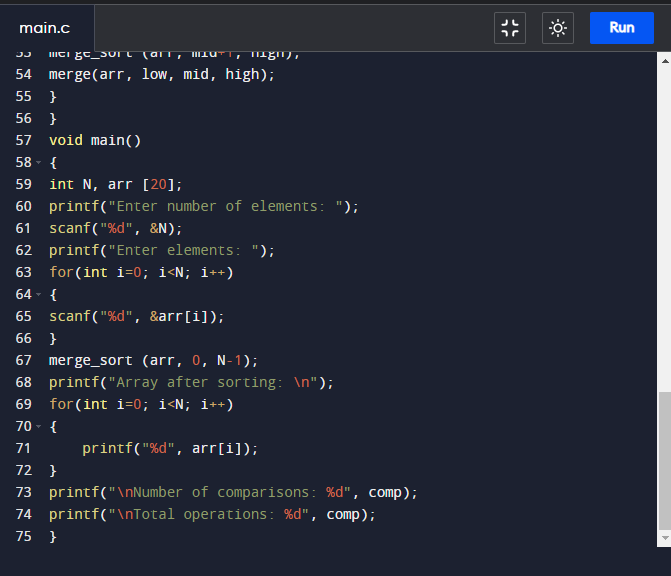 main.c
Run
53 merge_sort (arr, mid+1, high);
54 merge(arr, low, mid, high);
55 }
56 }
57 void main()
58 {
59 int N, arr [20];
60 printf("Enter number of elements: ");
61 scanf("%d", &N);
62 printf("Enter elements: ");
63 for(int i=0; i<N; i++)
64 {
65 scanf("%d", &arr[i]);
66 }
67 merge_sort (arr, 0, N-1);
68 printf("Array after sorting: \n");
69 for(int i=0; i<N; i++)
70 {
71     printf("%d", arr[i]);
72 }
73 printf("\nNumber of comparisons: %d", comp);
74 printf("\nTotal operations: %d", comp);
75 }